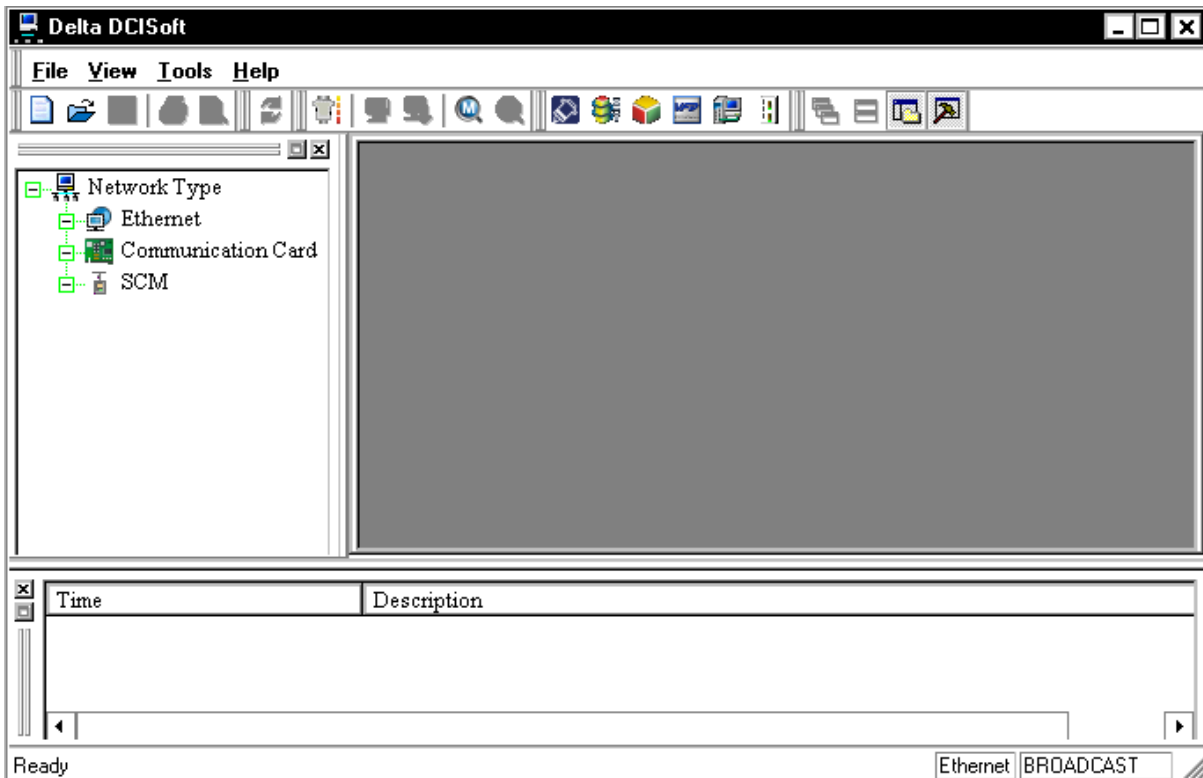 Delta DCISoft
File View Tools Help
Network Type
Ethernet
Communication Card
SCM
Time Description
Ready Ethernet BROADCAST